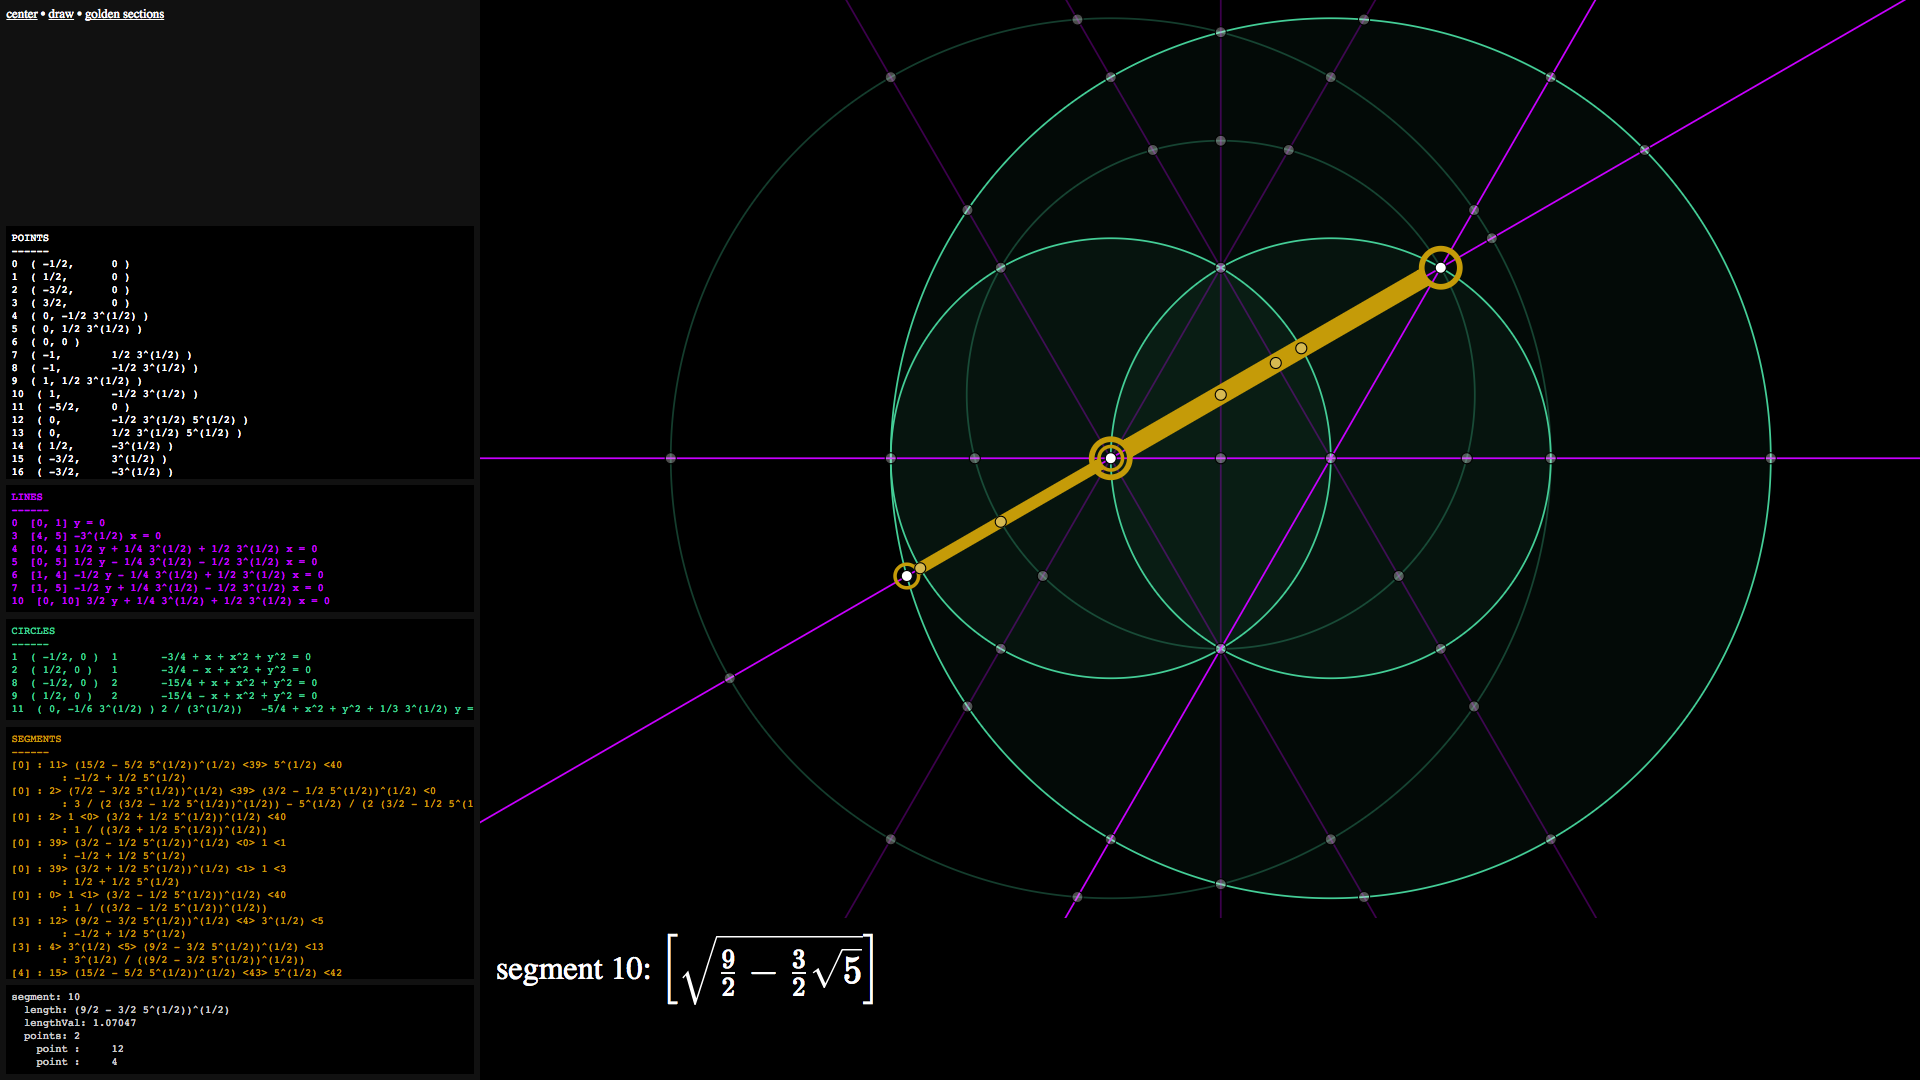 center • draw • golden sections
POINTS
------
0 ( -1/2, 0 )
1 ( 1/2, 0 )
2 ( -3/2, 0 )
3 ( 3/2, 0 )
4 ( 0, -1/2 3^(1/2) )
5 ( 0, 1/2 3^(1/2) )
6 ( 0, 0 )
7 ( -1, 1/2 3^(1/2) )
8 ( -1, -1/2 3^(1/2) )
9 ( 1, 1/2 3^(1/2) )
10 ( 1, -1/2 3^(1/2) )
11 ( -5/2, 0 )
12 ( 0, -1/2 3^(1/2) 5^(1/2) )
13 ( 0, 1/2 3^(1/2) 5^(1/2) )
14 ( 1/2, -3^(1/2) )
15 ( -3/2, 3^(1/2) )
16 ( -3/2, -3^(1/2) )
LINES
------
0 [0, 1] y = 0
3 [4, 5] -3^(1/2) x = 0
4 [0, 4] 1/2 y + 1/4 3^(1/2) + 1/2 3^(1/2) x = 0
5 [0, 5] 1/2 y - 1/4 3^(1/2) - 1/2 3^(1/2) x = 0
6 [1, 4] -1/2 y - 1/4 3^(1/2) + 1/2 3^(1/2) x = 0
7 [1, 5] -1/2 y + 1/4 3^(1/2) - 1/2 3^(1/2) x = 0
10 [0, 10] 3/2 y + 1/4 3^(1/2) + 1/2 3^(1/2) x = 0
CIRCLES
------
1 ( -1/2, 0 ) 1 -3/4 + x + x^2 + y^2 = 0
2 ( 1/2, 0 ) 1 -3/4 - x + x^2 + y^2 = 0
8 ( -1/2, 0 ) 2 -15/4 + x + x^2 + y^2 = 0
9 ( 1/2, 0 ) 2 -15/4 - x + x^2 + y^2 = 0
11 ( 0, -1/6 3^(1/2) ) 2 / (3^(1/2)) -5/4 + x^2 + y^2 + 1/3 3^(1/2) y =
SEGMENTS
------
[0] : 11> (15/2 - 5/2 5^(1/2))^(1/2) <39> 5^(1/2) <40
: -1/2 + 1/2 5^(1/2)
[0] : 2> (7/2 - 3/2 5^(1/2))^(1/2) <39> (3/2 - 1/2 5^(1/2))^(1/2) <0
: 3 / (2 (3/2 - 1/2 5^(1/2))^(1/2)) - 5^(1/2) / (2 (3/2 - 1/2 5^(1
[0] : 2> 1 <0> (3/2 + 1/2 5^(1/2))^(1/2) <40
: 1 / ((3/2 + 1/2 5^(1/2))^(1/2))
[0] : 39> (3/2 - 1/2 5^(1/2))^(1/2) <0> 1 <1
: -1/2 + 1/2 5^(1/2)
[0] : 39> (3/2 + 1/2 5^(1/2))^(1/2) <1> 1 <3
: 1/2 + 1/2 5^(1/2)
[0] : 0> 1 <1> (3/2 - 1/2 5^(1/2))^(1/2) <40
: 1 / ((3/2 - 1/2 5^(1/2))^(1/2))
[3] : 12> (9/2 - 3/2 5^(1/2))^(1/2) <4> 3^(1/2) <5
: -1/2 + 1/2 5^(1/2)
[3] : 4> 3^(1/2) <5> (9/2 - 3/2 5^(1/2))^(1/2) <13
: 3^(1/2) / ((9/2 - 3/2 5^(1/2))^(1/2))
[4] : 15> (15/2 - 5/2 5^(1/2))^(1/2) <43> 5^(1/2) <42
segment: 10
length: (9/2 - 3/2 5^(1/2))^(1/2)
lengthVal: 1.07047
points: 2
point : 12
point : 4
segment 10: [√(9/2 − 3/2 √5)]